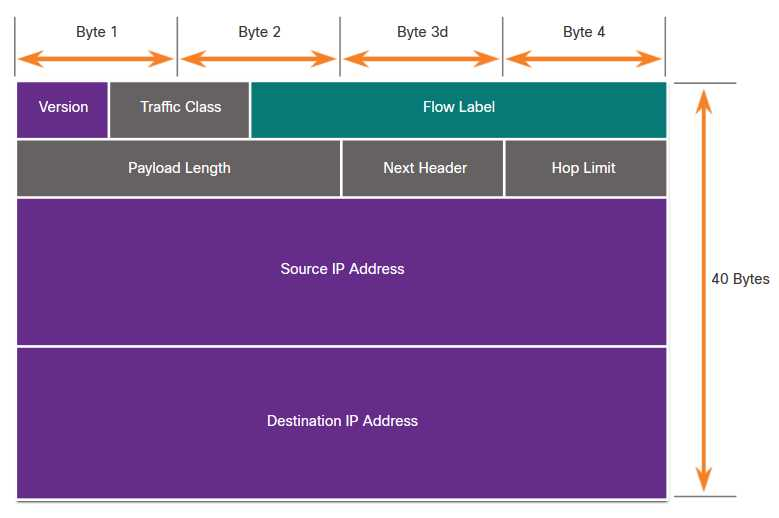 Byte 1 Byte 2 Byte 3d Byte 4
Version Traffic Class Flow Label
Payload Length Next Header Hop Limit
Source IP Address
40 Bytes
Destination IP Address